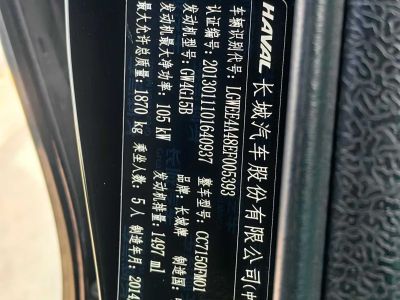 HAVAL 长城汽车股份有限公司(中
车辆识别代号: LGWEE4A48EF005393
认证编号: 2013011101640937 整车型号: CC7150FM01
发动机型号: GW4G15B 品牌: 长城牌 制造国:
发动机最大净功率: 105 kW 发动机排量: 1497 ml
最大允许总质量: 1870 kg 乘坐人数: 5 人 制造年月: 2014